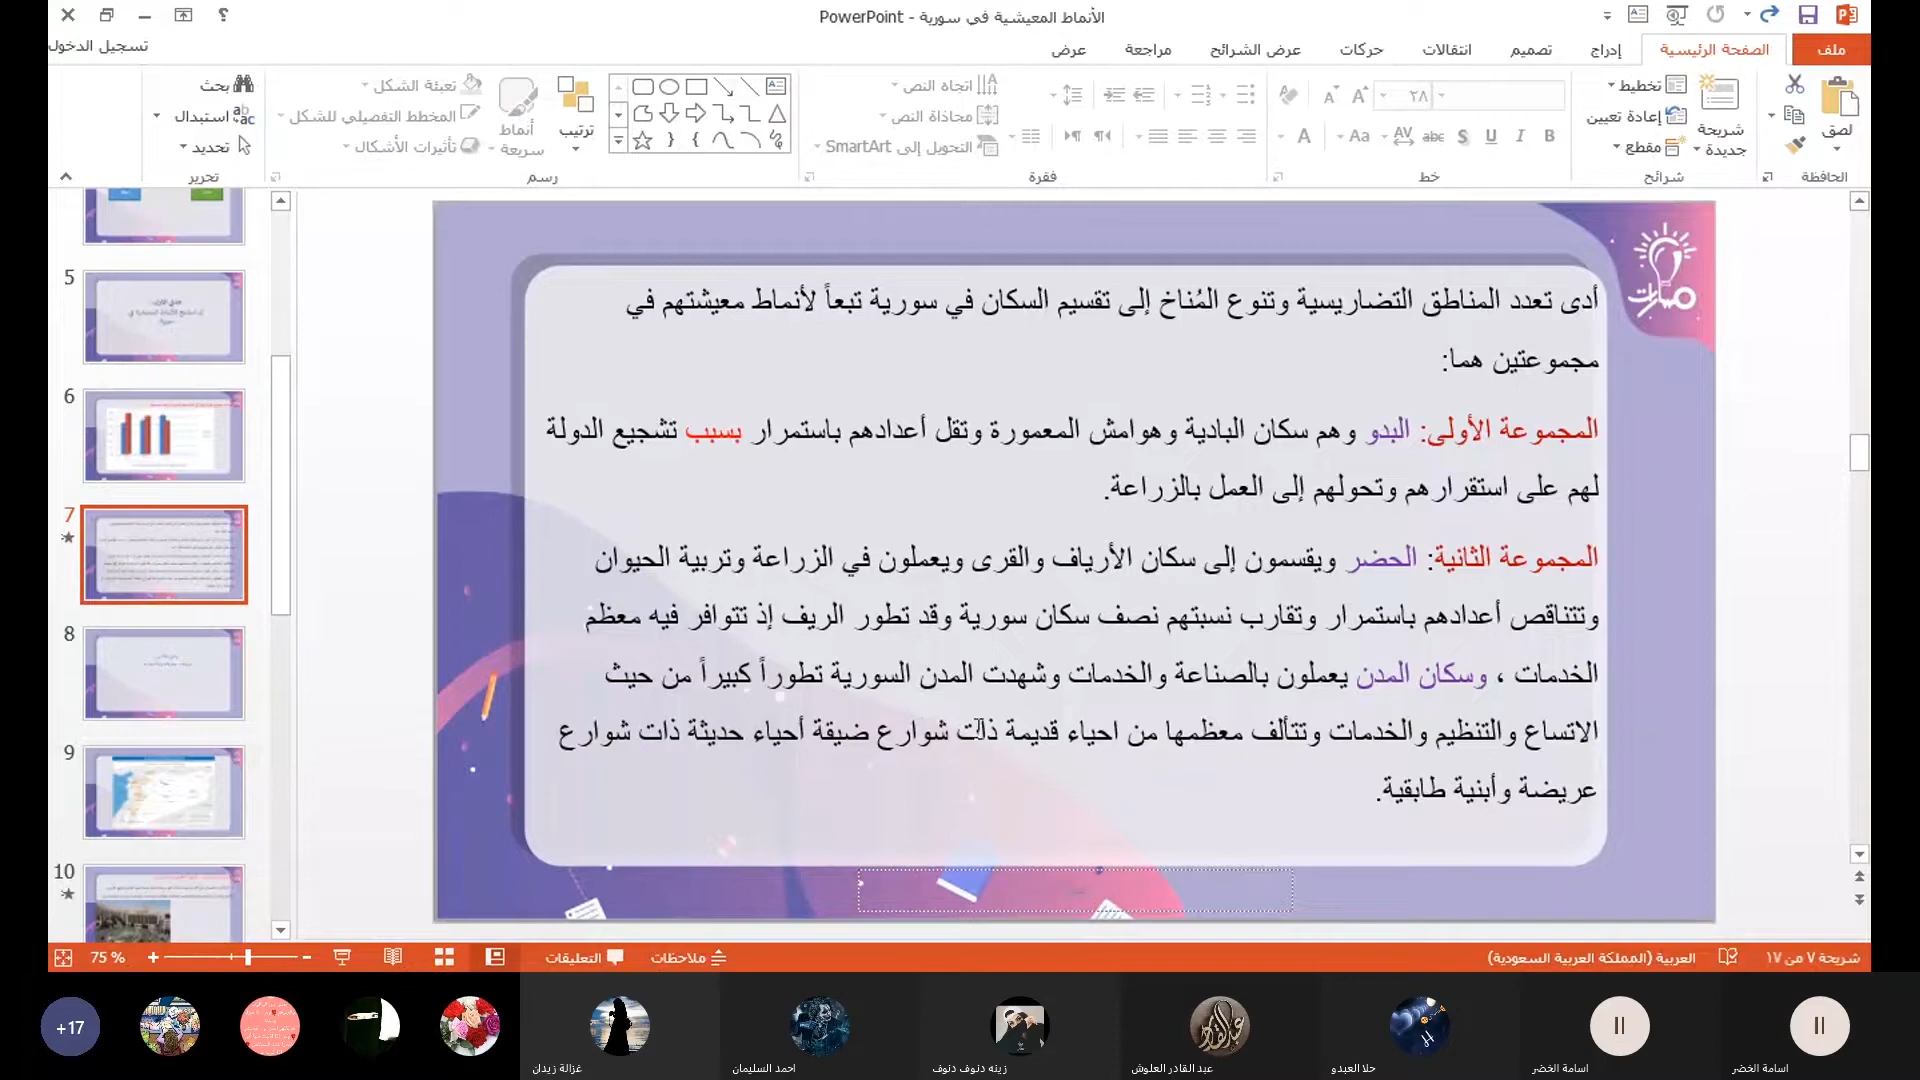 الأنماط المعيشية في سورية - PowerPoint
تسجيل الدخول
ملف
الصفحة الرئيسية
إدراج
تصميم
انتقالات
حركات
عرض الشرائح
مراجعة
عرض
لصق
الحافظة
شريحة
جديدة
تخطيط
إعادة تعيين
مقطع
شرائح
٢٨
خط
اتجاه النص
محاذاة النص
التحويل إلى SmartArt
فقرة
ترتيب
أنماط
سريعة
تعبئة الشكل
المخطط التفصيلي للشكل
تأثيرات الأشكال
رسم
بحث
استبدال
تحديد
تحرير
5
6
7
8
9
10
مسارات
أدى تعدد المناطق التضاريسية وتنوع المُناخ إلى تقسيم السكان في سورية تبعاً لأنماط معيشتهم في
مجموعتين هما:
المجموعة الأولى: البدو وهم سكان البادية وهوامش المعمورة وتقل أعدادهم باستمرار بسبب تشجيع الدولة
لهم على استقرارهم وتحولهم إلى العمل بالزراعة.
المجموعة الثانية: الحضر ويقسمون إلى سكان الأرياف والقرى ويعملون في الزراعة وتربية الحيوان
وتتناقص أعدادهم باستمرار وتقارب نسبتهم نصف سكان سورية وقد تطور الريف إذ تتوافر فيه معظم
الخدمات ، وسكان المدن يعملون بالصناعة والخدمات وشهدت المدن السورية تطوراً كبيراً من حيث
الاتساع والتنظيم والخدمات وتتألف معظمها من احياء قديمة ذات شوارع ضيقة أحياء حديثة ذات شوارع
عريضة وأبنية طابقية.
شريحة ٧ من ١٧
العربية (المملكة العربية السعودية)
ملاحظات
التعليقات
75 %
+17
غزالة زيدان
احمد السليمان
زينه دنوف دنوف
عبد القادر العلوش
حلا العبدو
اسامة الخضر
اسامة الخضر